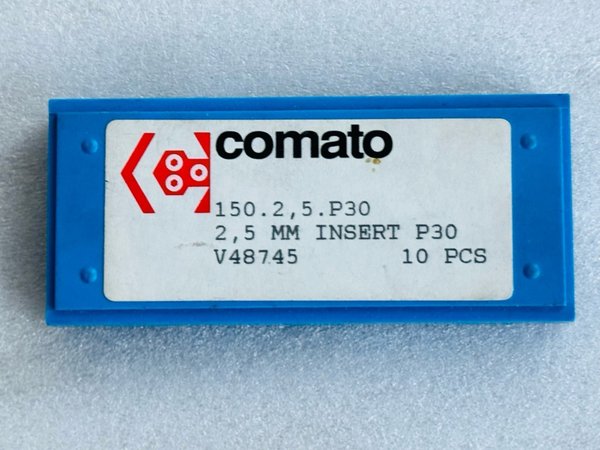 comato
150.2,5.P30
2,5 MM INSERT P30
V48745 10 PCS